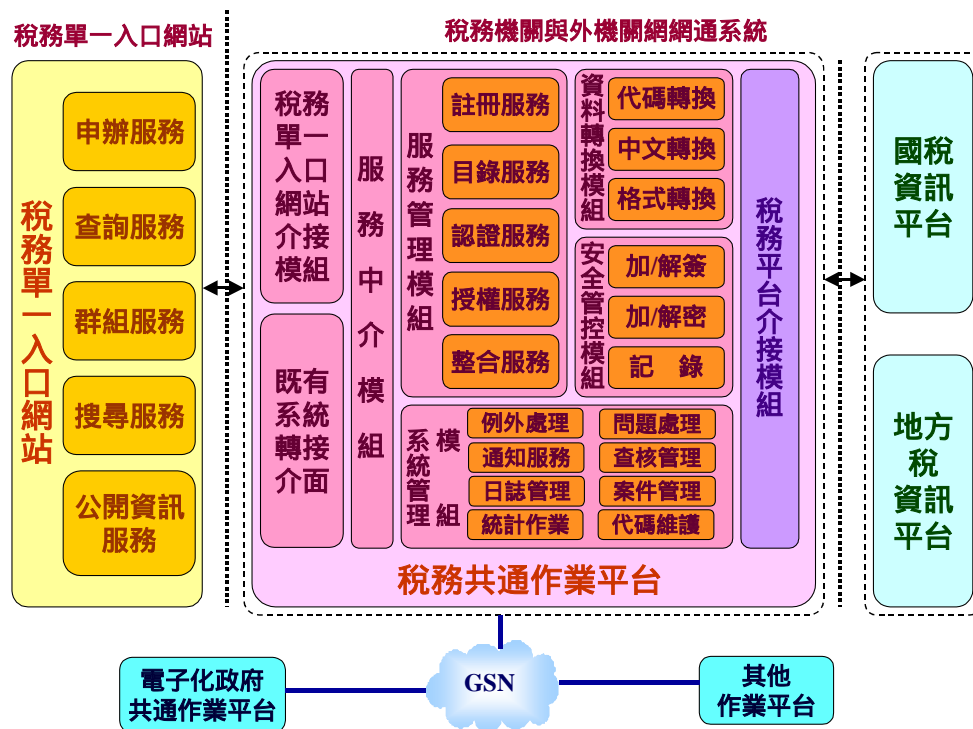 稅務單一入口網站
稅務機關與外機關網網通系統
稅務單一入口網站
申辦服務
查詢服務
群組服務
搜尋服務
公開資訊
服務
稅務
單一
入口
網站
介接
模組
既有
系統
轉接
介面
服務中介模組
服務管理模組
註冊服務
目錄服務
認證服務
授權服務
整合服務
資料轉換模組
代碼轉換
中文轉換
格式轉換
安全管控模組
加/解簽
加/解密
記 錄
系統管理
模組
例外處理
問題處理
通知服務
查核管理
日誌管理
案件管理
統計作業
代碼維護
稅務平台介接模組
稅務共通作業平台
國稅
資訊
平台
地方
稅
資訊
平台
GSN
電子化政府
共通作業平台
其他
作業平台